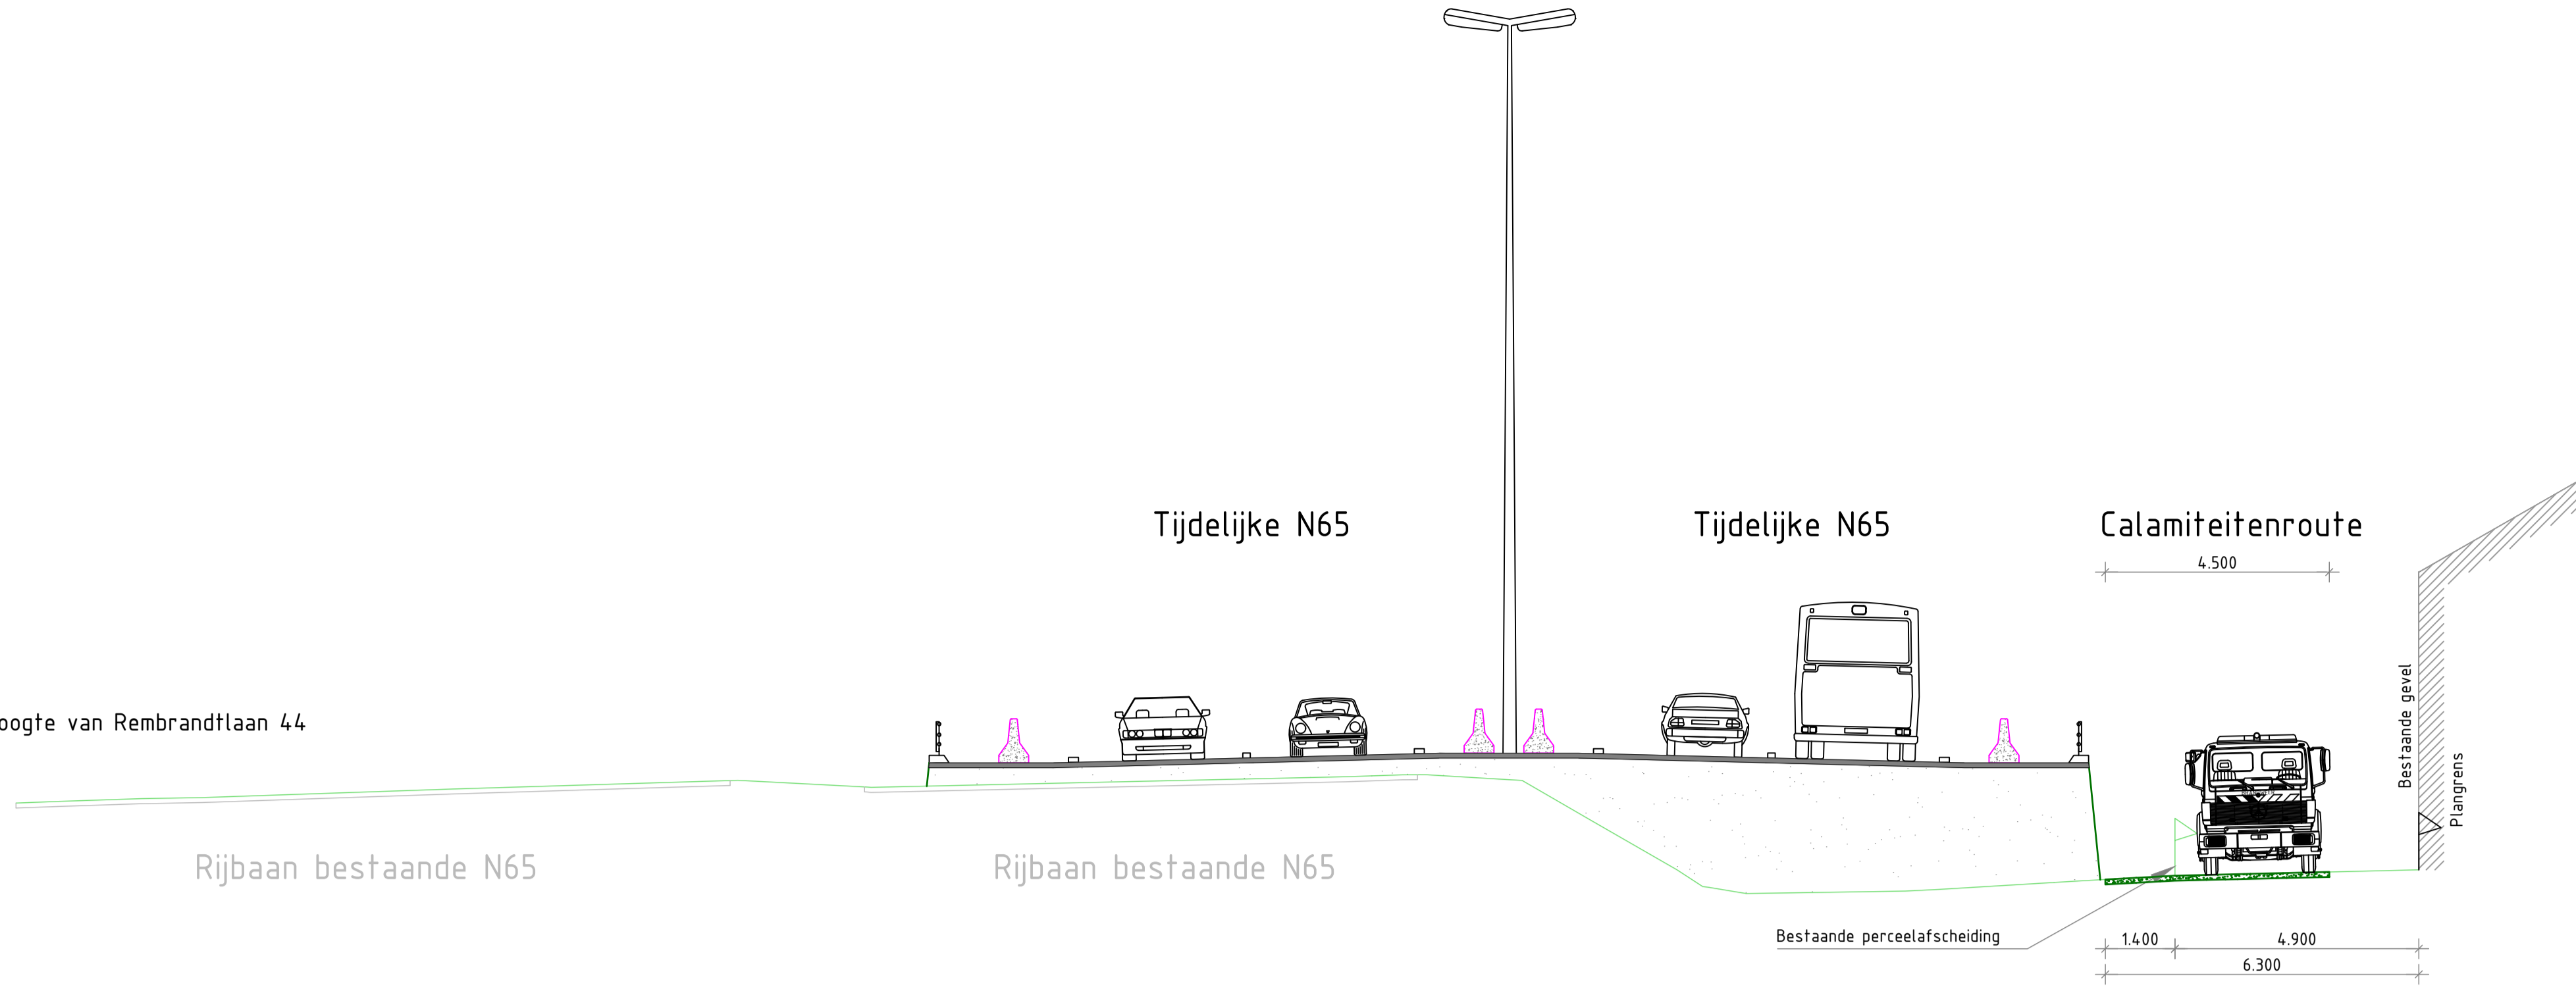 Tijdelijke N65
Tijdelijke N65
Calamiteitenroute
4.500
oogte van Rembrandtlaan 44
Bestaande gevel
Plangrens
Rijbaan bestaande N65
Rijbaan bestaande N65
Bestaande perceelafscheiding
1.400
4.900
6.300